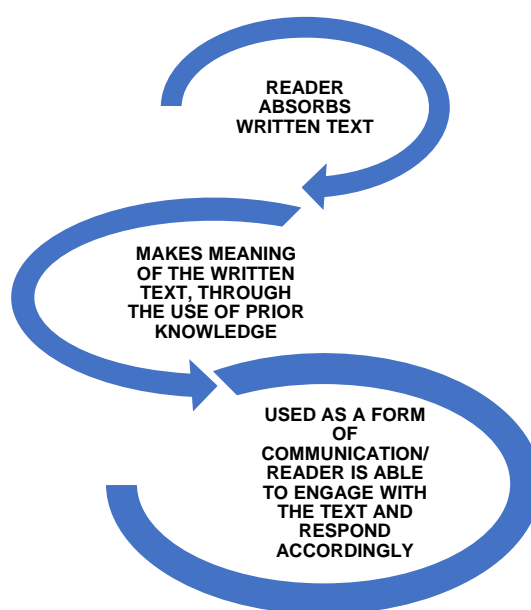 READER
ABSORBS
WRITTEN TEXT
MAKES MEANING
OF THE WRITTEN
TEXT, THROUGH
THE USE OF PRIOR
KNOWLEDGE
USED AS A FORM
OF
COMMUNICATION/
READER IS ABLE
TO ENGAGE WITH
THE TEXT AND
RESPOND
ACCORDINGLY